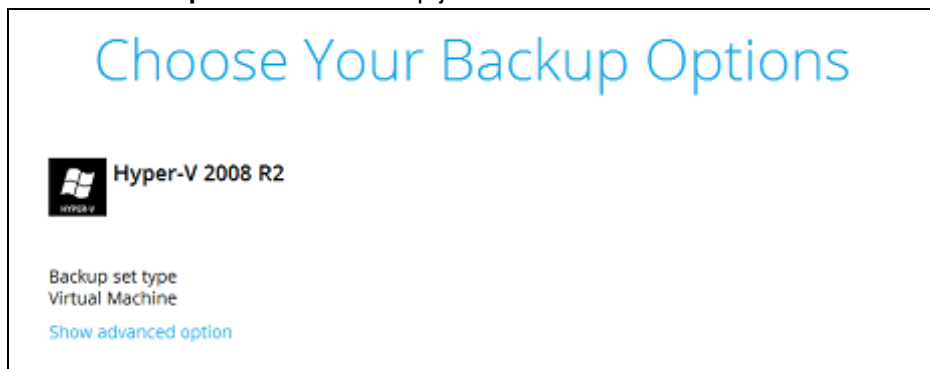 Choose Your Backup Options
Hyper-V 2008 R2
HYPER-V
Backup set type
Virtual Machine
Show advanced option